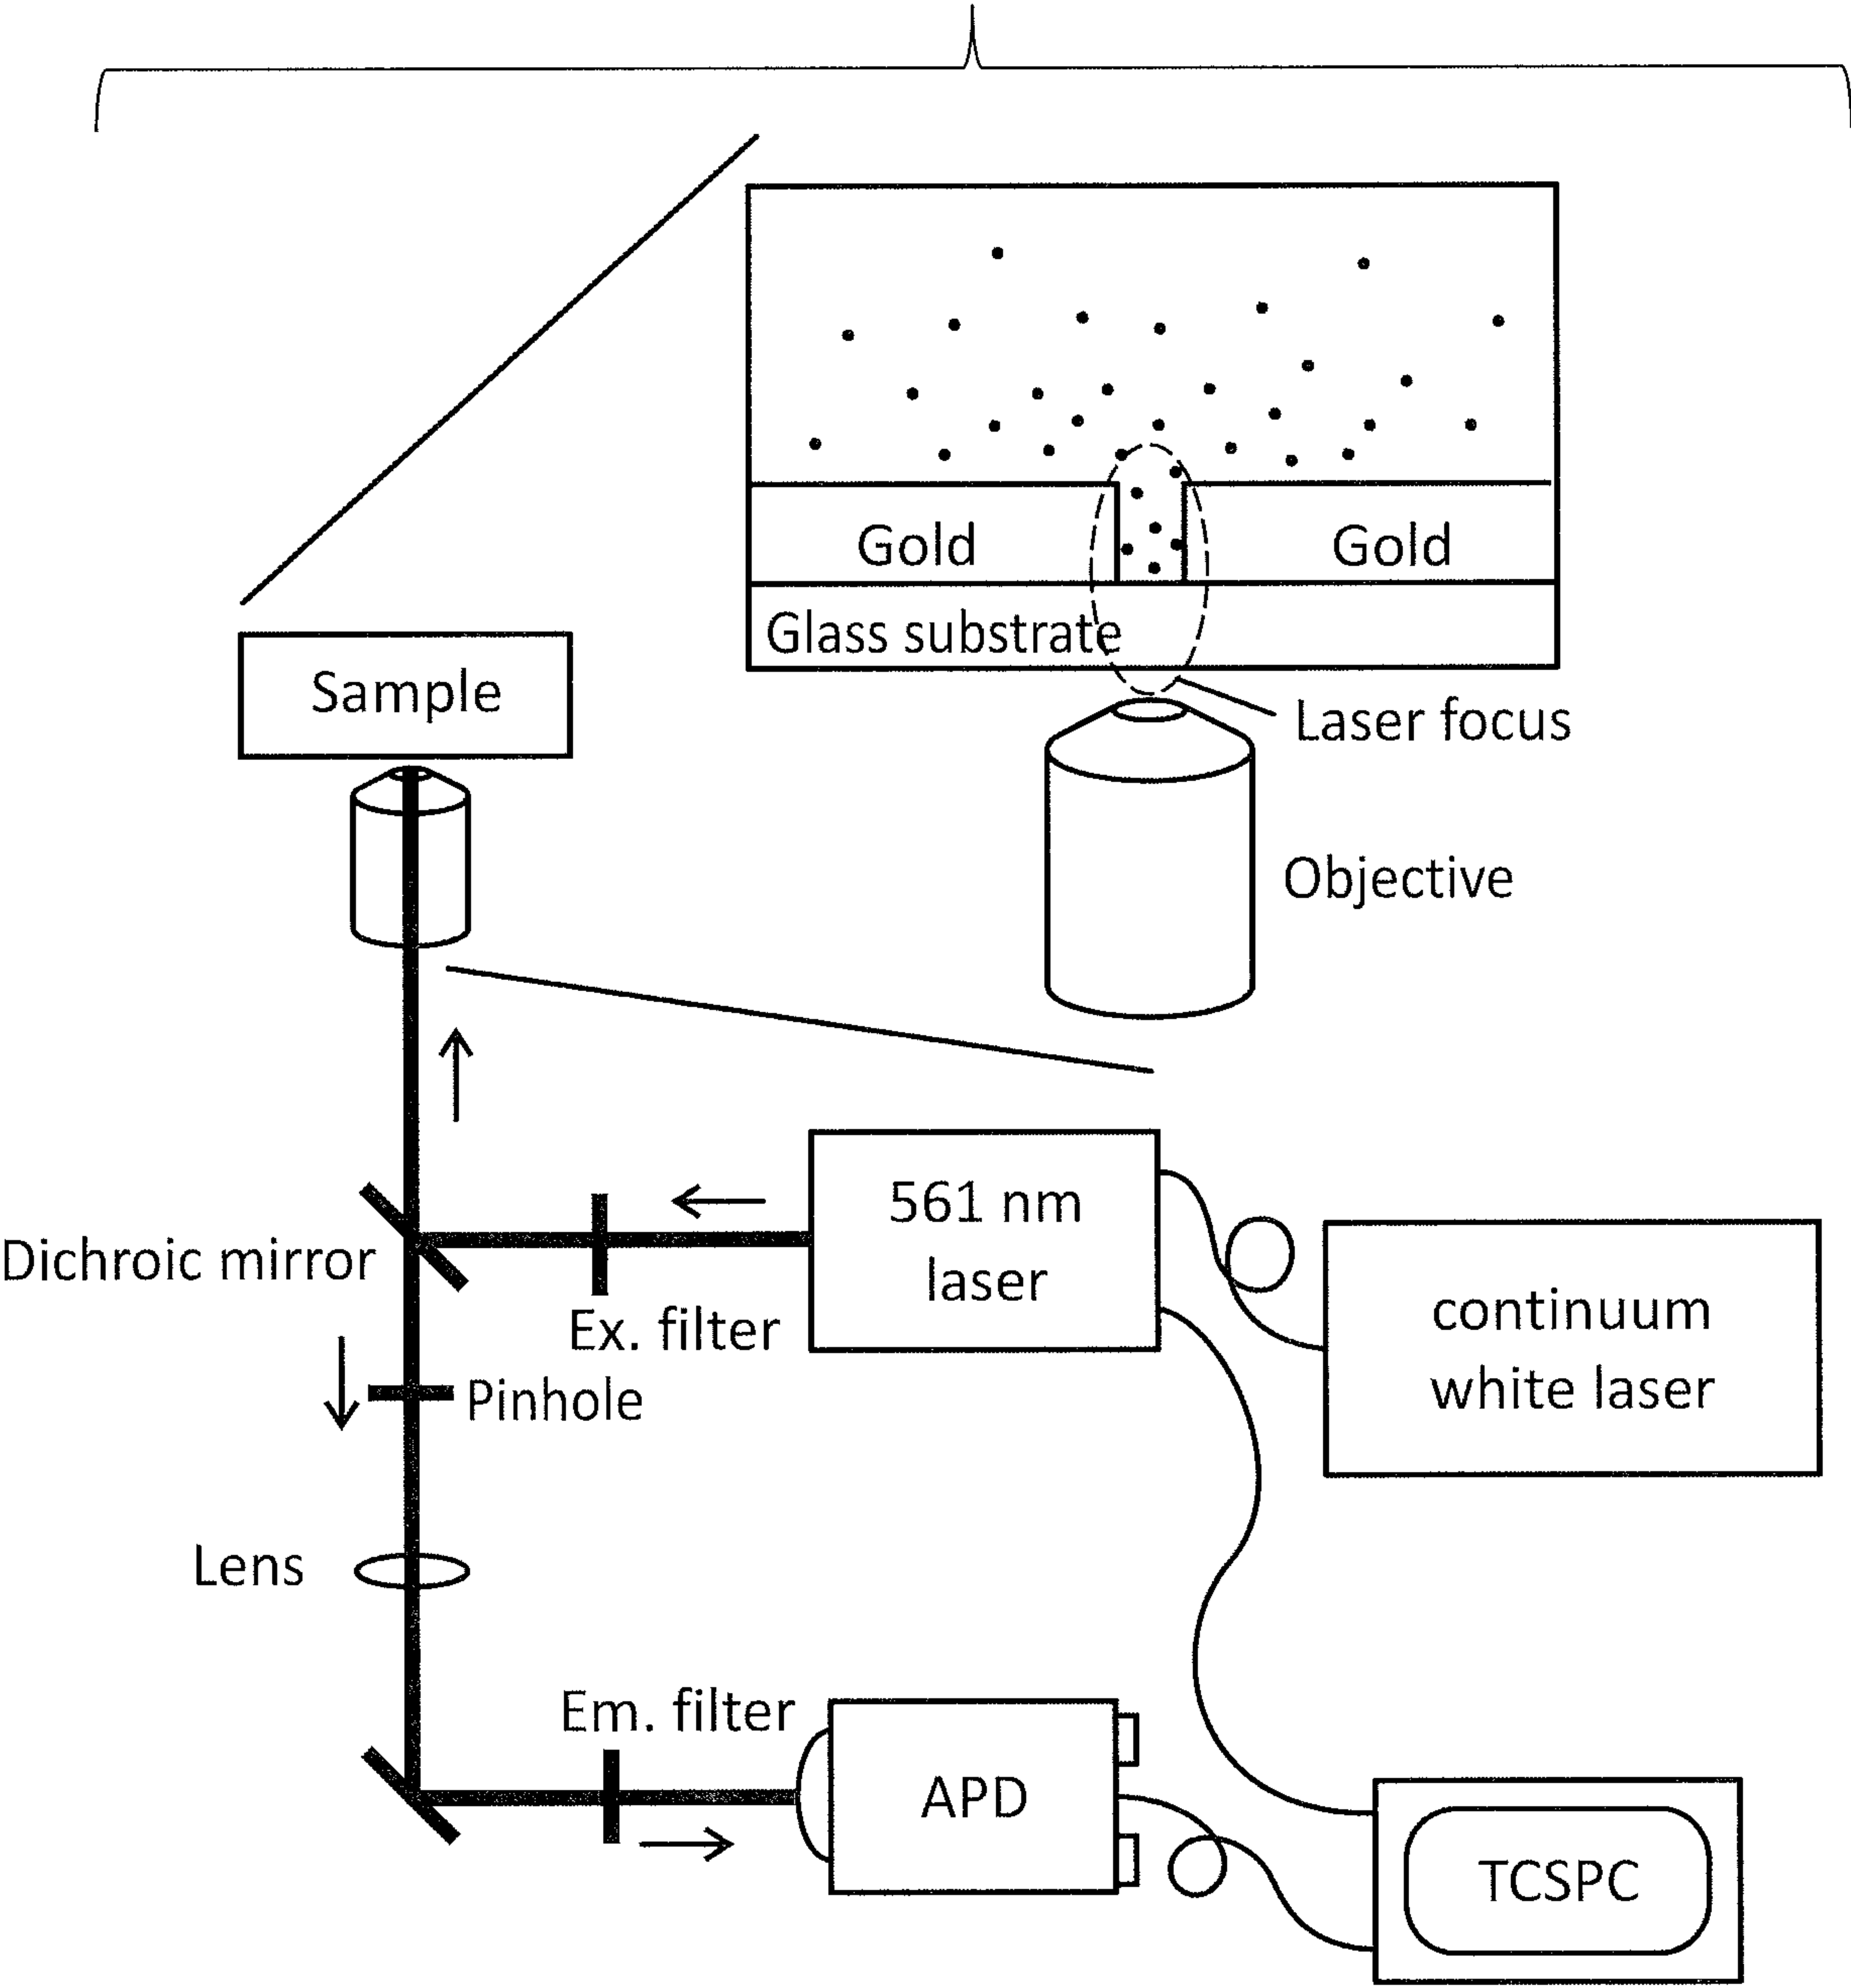 Gold
Gold
Glass substrate
Sample
Laser focus
Objective
561 nm
laser
Dichroic mirror
Ex. filter
continuum
white laser
Pinhole
Lens
Em. filter
APD
TCSPC